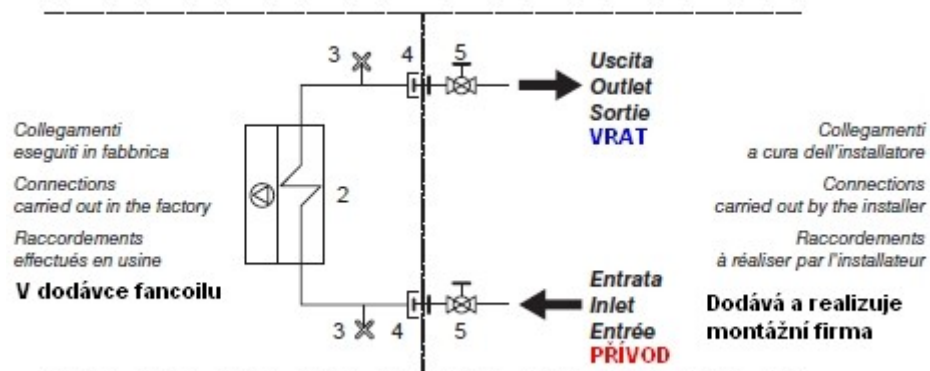 3 4 5
Uscita
Outlet
Sortie
VRAT
Collegamenti
eseguiti in fabbrica
Connections
carried out in the factory
Raccordements
effectués en usine
V dodávce fancoilu
2
Collegamenti
a cura dell'installatore
Connections
carried out by the installer
Raccordements
à réaliser par l'installateur
Dodává a realizuje
montážní firma
Entrata
Inlet
Entrée
PŘÍVOD
3 4 5